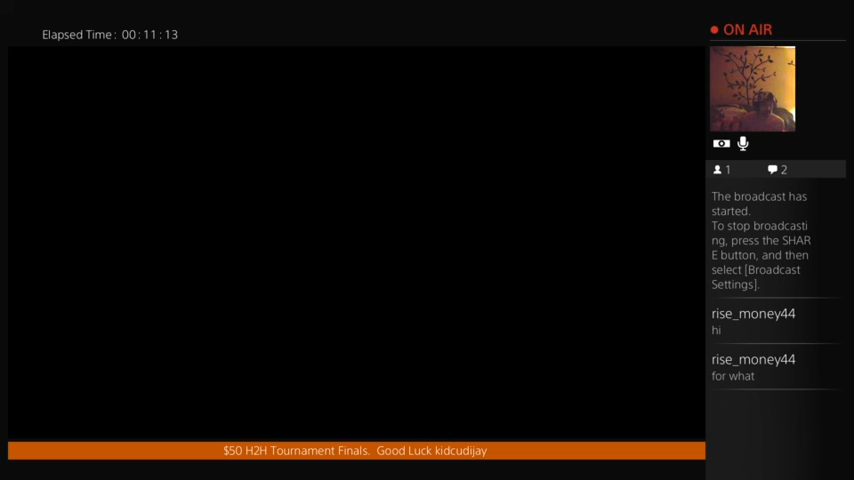 Elapsed Time: 00:11:13
ON AIR
1 2
The broadcast has
started.
To stop broadcasti
ng, press the SHAR
E button, and then
select [Broadcast
Settings].
rise_money44
hi
rise_money44
for what
$50 H2H Tournament Finals. Good Luck kidcudijay